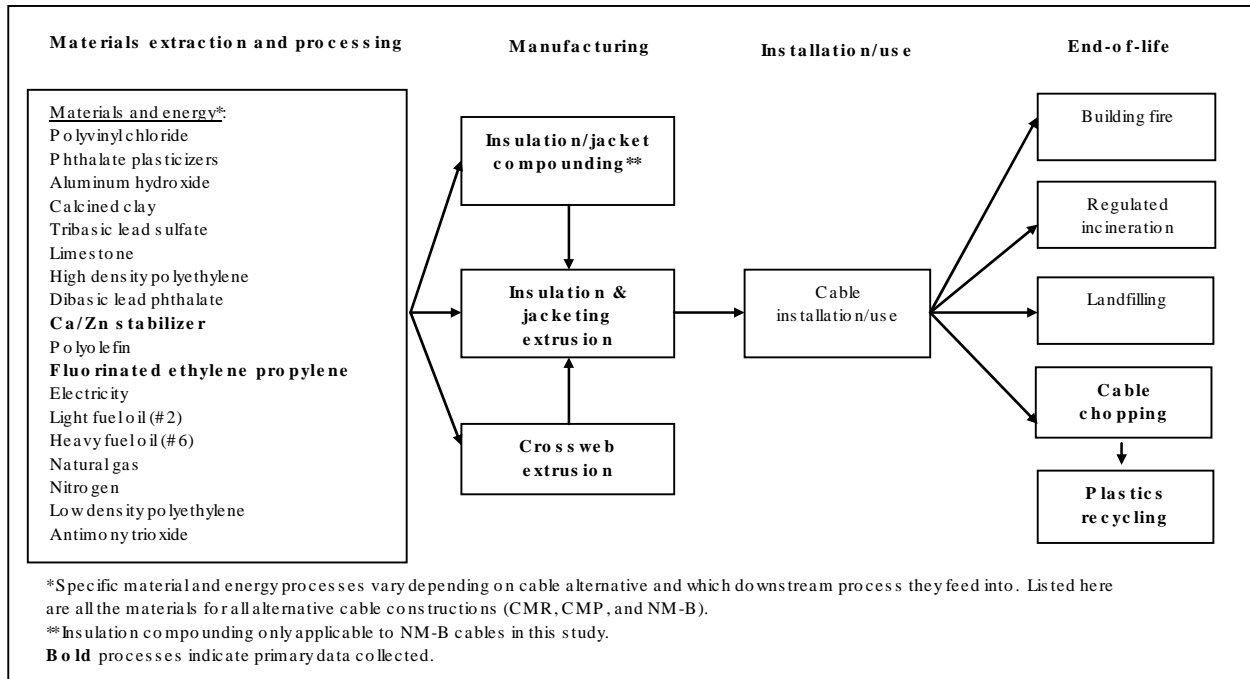 Materials extraction and processing
Manufacturing
Installation/use
End-of-life
Materials and energy*:
Polyvinyl chloride
Phthalate plasticizers
Aluminum hydroxide
Calcined clay
Tribasic lead sulfate
Limestone
High density polyethylene
Dibasic lead phthalate
Ca/Zn stabilizer
Polyolefin
Fluorinated ethylene propylene
Electricity
Light fuel oil (#2)
Heavy fuel oil (#6)
Natural gas
Nitrogen
Low density polyethylene
Antimony trioxide
Insulation/jacket
compounding**
Insulation &
jacketing
extrusion
Crossweb
extrusion
Cable
installation/use
Building fire
Regulated
incineration
Landfilling
Cable
chopping
Plastics
recycling
*Specific material and energy processes vary depending on cable alternative and which downstream process they feed into. Listed here
are all the materials for all alternative cable constructions (CMR, CMP, and NM-B).
**Insulation compounding only applicable to NM-B cables in this study.
Bold processes indicate primary data collected.